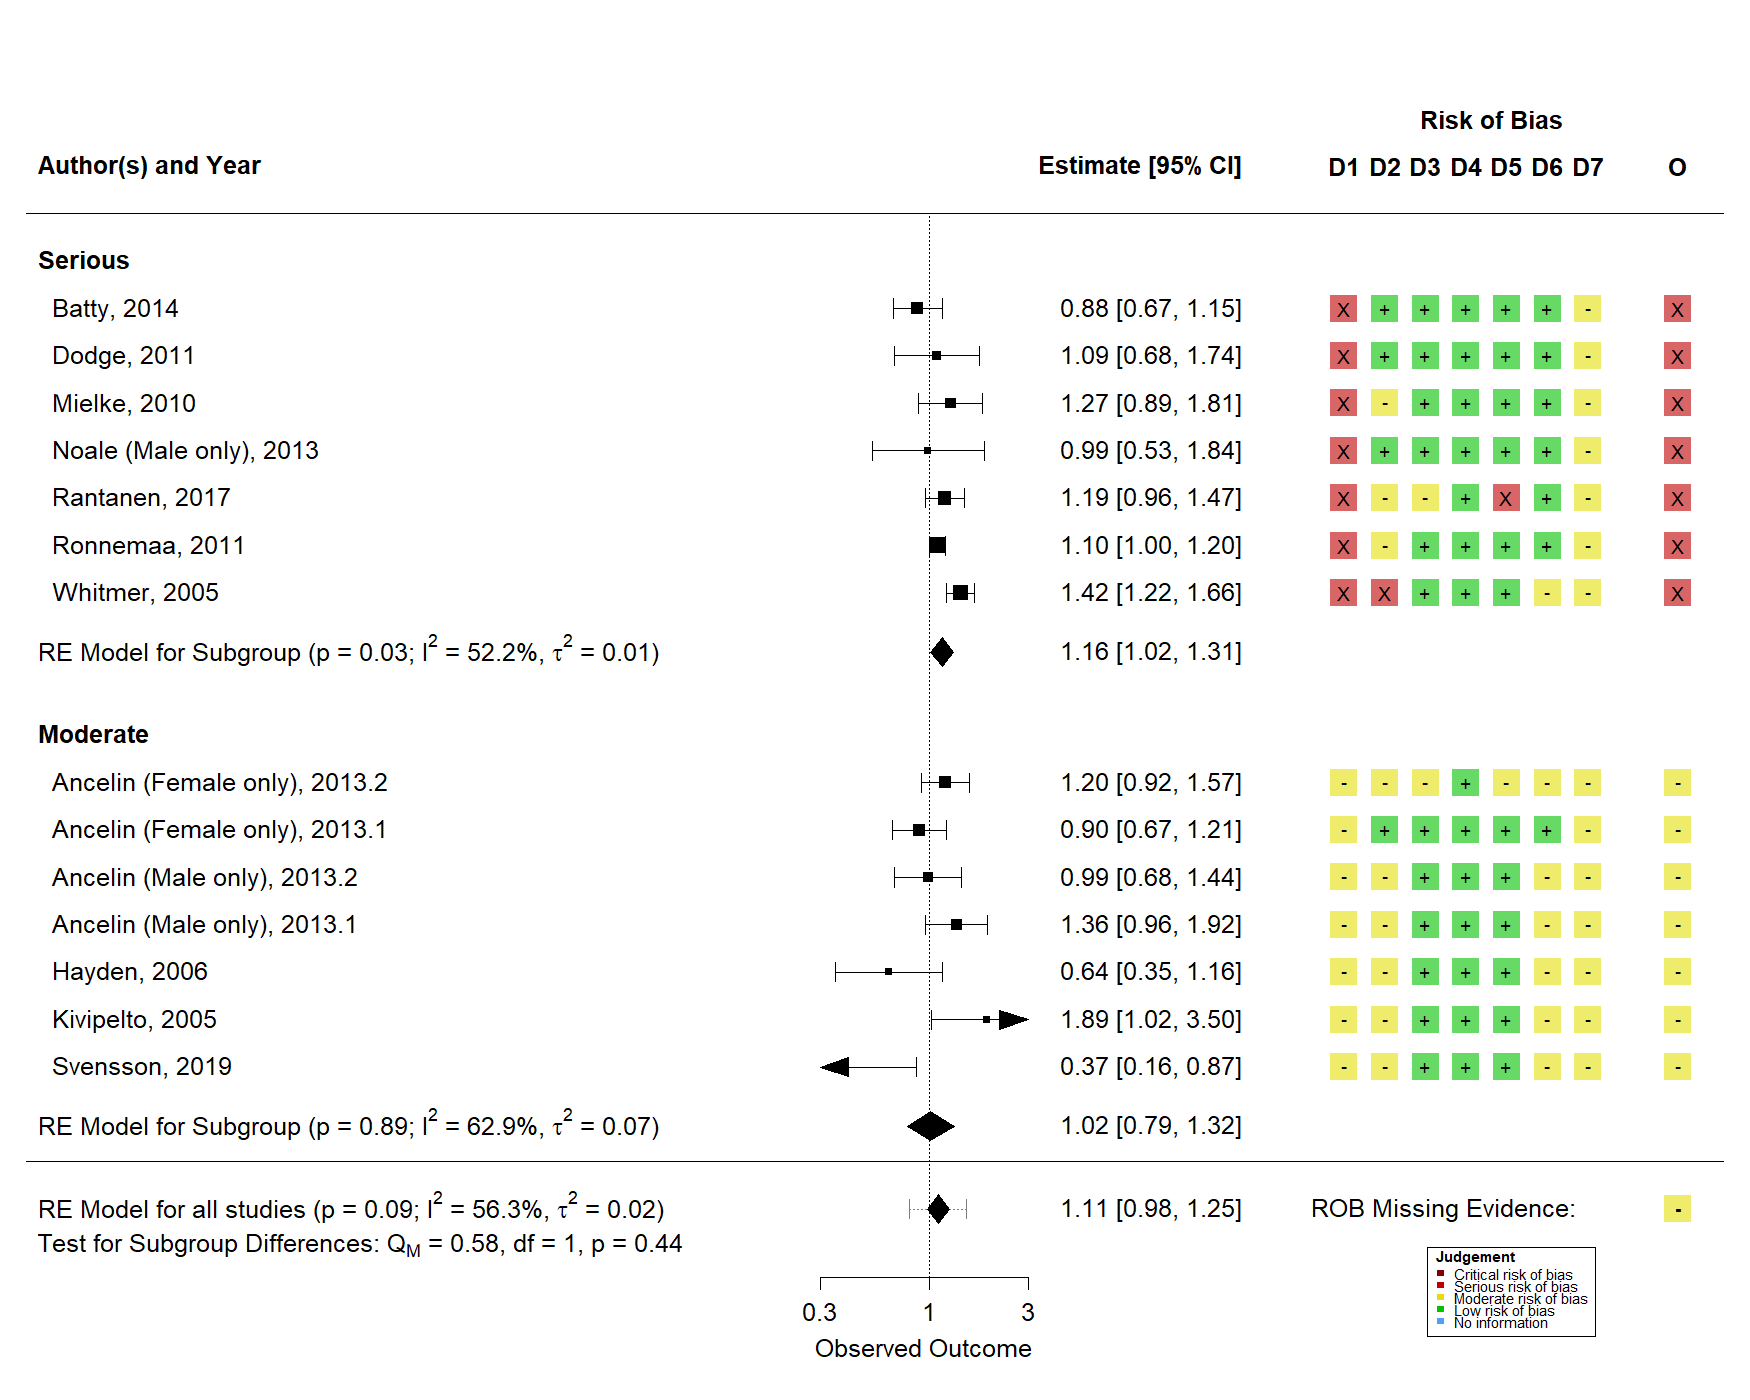 Risk of Bias
Author(s) and Year Estimate [95% CI] D1 D2 D3 D4 D5 D6 D7 O
Serious
Batty, 2014 0.88 [0.67, 1.15] X + + + + + - X
Dodge, 2011 1.09 [0.68, 1.74] X + + + + + - X
Mielke, 2010 1.27 [0.89, 1.81] X - + + + + - X
Noale (Male only), 2013 0.99 [0.53, 1.84] X + + + + + - X
Rantanen, 2017 1.19 [0.96, 1.47] X - - + X + - X
Ronnemaa, 2011 1.10 [1.00, 1.20] X - + + + + - X
Whitmer, 2005 1.42 [1.22, 1.66] X X + + + - - X
RE Model for Subgroup (p = 0.03; I² = 52.2%, τ² = 0.01) 1.16 [1.02, 1.31]
Moderate
Ancelin (Female only), 2013.2 1.20 [0.92, 1.57] - - - + - - - -
Ancelin (Female only), 2013.1 0.90 [0.67, 1.21] - + + + + + - -
Ancelin (Male only), 2013.2 0.99 [0.68, 1.44] - - + + + - - -
Ancelin (Male only), 2013.1 1.36 [0.96, 1.92] - - + + + - - -
Hayden, 2006 0.64 [0.35, 1.16] - - + + + - - -
Kivipelto, 2005 1.89 [1.02, 3.50] - - + + + - - -
Svensson, 2019 0.37 [0.16, 0.87] - - + + + - - -
RE Model for Subgroup (p = 0.89; I² = 62.9%, τ² = 0.07) 1.02 [0.79, 1.32]
RE Model for all studies (p = 0.09; I² = 56.3%, τ² = 0.02) 1.11 [0.98, 1.25] ROB Missing Evidence: -
Test for Subgroup Differences: Q_M = 0.58, df = 1, p = 0.44
Judgement
Critical risk of bias
Serious risk of bias
Moderate risk of bias
Low risk of bias
No information
0.3 1 3
Observed Outcome